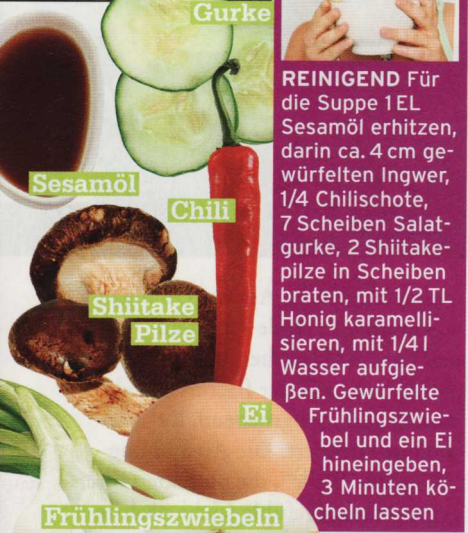 Gurke
Sesamöl
Chili
Shiitake
Pilze
Ei
Frühlingszwiebeln
REINIGEND Für
die Suppe 1 EL
Sesamöl erhitzen,
darin ca. 4 cm ge-
würfelten Ingwer,
1/4 Chilischote,
7 Scheiben Salat-
gurke, 2 Shiitake-
pilze in Scheiben
braten, mit 1/2 TL
Honig karamelli-
sieren, mit 1/4 l
Wasser aufgie-
ßen. Gewürfelte
Frühlingszwie-
bel und ein Ei
hineingeben,
3 Minuten kö-
cheln lassen